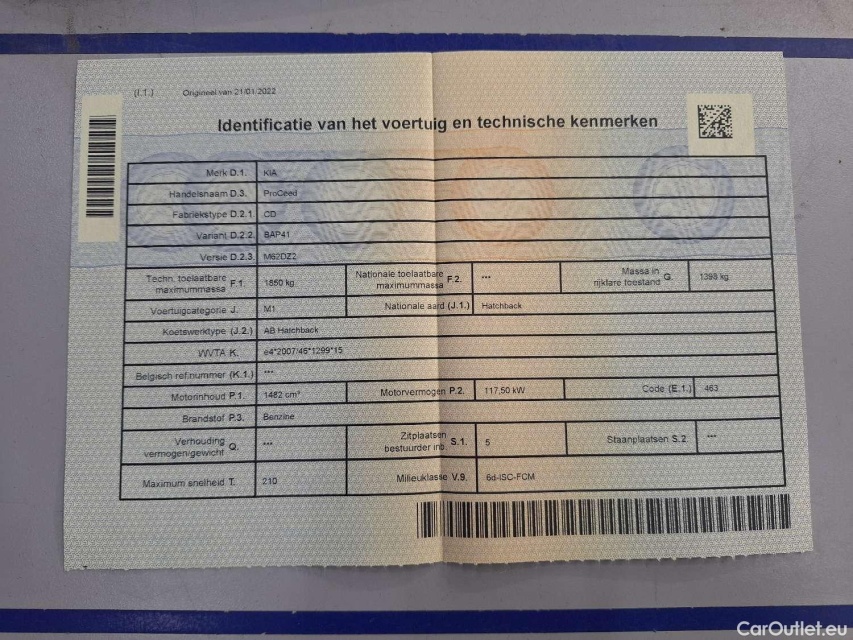 (I.1.) Origineel van 21/01/2022
Identificatie van het voertuig en technische kenmerken
Merk D.1. KIA
Handelsnaam D.3. ProCeed
Fabriekstype D.2.1 CD
Variant D.2.2. BAP41
Versie D.2.3. M62DZ2
Techn. toelaatbare maximummassa F.1 1850 kg Nationale toelaatbare maximummassa F.2. --- Massa in rijklare toestand G. 1398 kg
Voertuigcategorie J. M1 Nationale aard (J.1.) Hatchback
Koetswerktype (J.2.) AB Hatchback
WVTA K. e4*2007/46*1299*15
Belgisch ref.nummer (K.1.) ---
Motorinhoud P.1. 1482 cm³ Motorvermogen P.2. 117,50 kW Code (E.1.) 463
Brandstof P.3. Benzine
Verhouding vermogen/gewicht Q. --- Zitplaatsen bestuurder inb. S.1. 5 Staanplaatsen S.2. ---
Maximum snelheid T. 210 Milieuklasse V.9. 6d-ISC-FCM
CarOutlet.eu